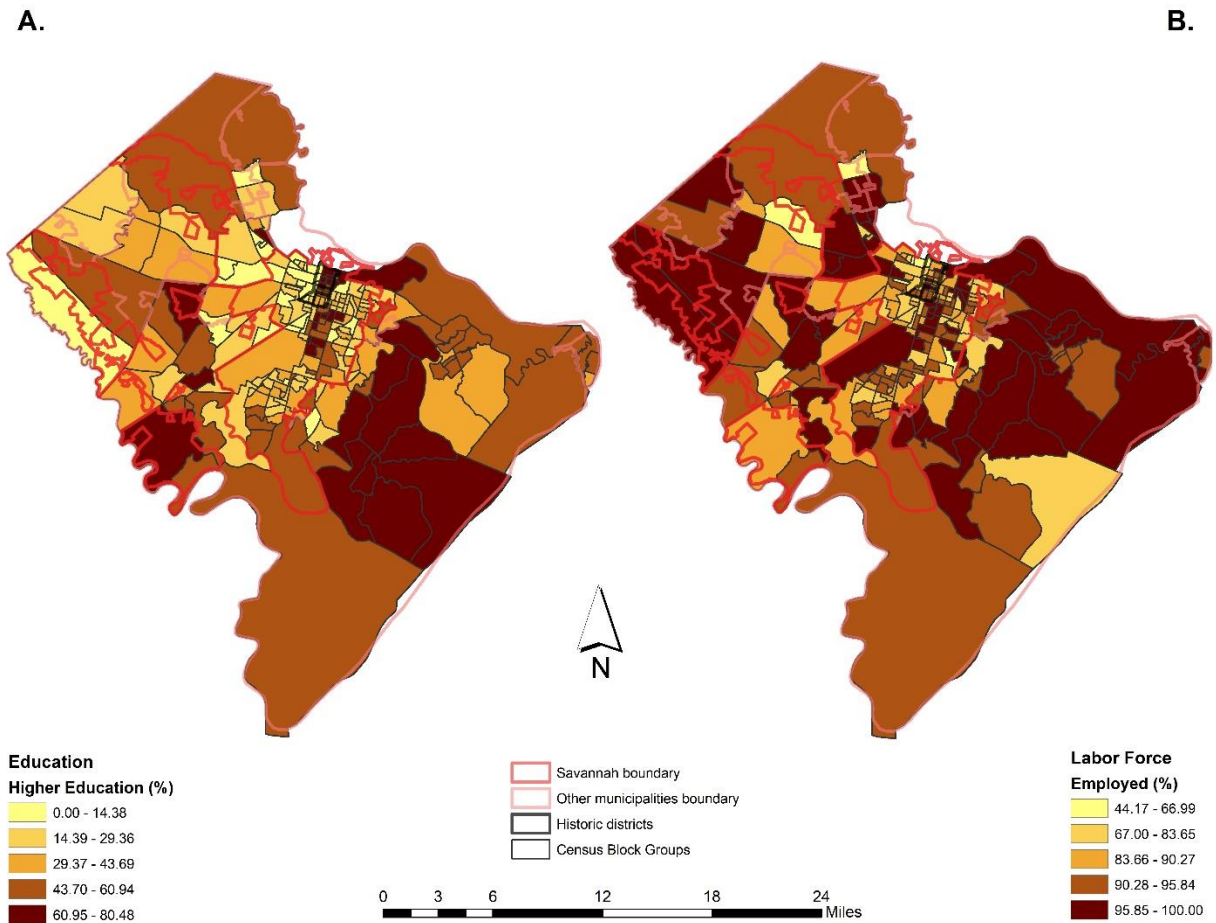 A.
B.
N
Education
Higher Education (%)
0.00 - 14.38
14.39 - 29.36
29.37 - 43.69
43.70 - 60.94
60.95 - 80.48
Savannah boundary
Other municipalities boundary
Historic districts
Census Block Groups
Labor Force
Employed (%)
44.17 - 66.99
67.00 - 83.65
83.66 - 90.27
90.28 - 95.84
95.85 - 100.00
0 1.5 3 6 12 18 24
Miles